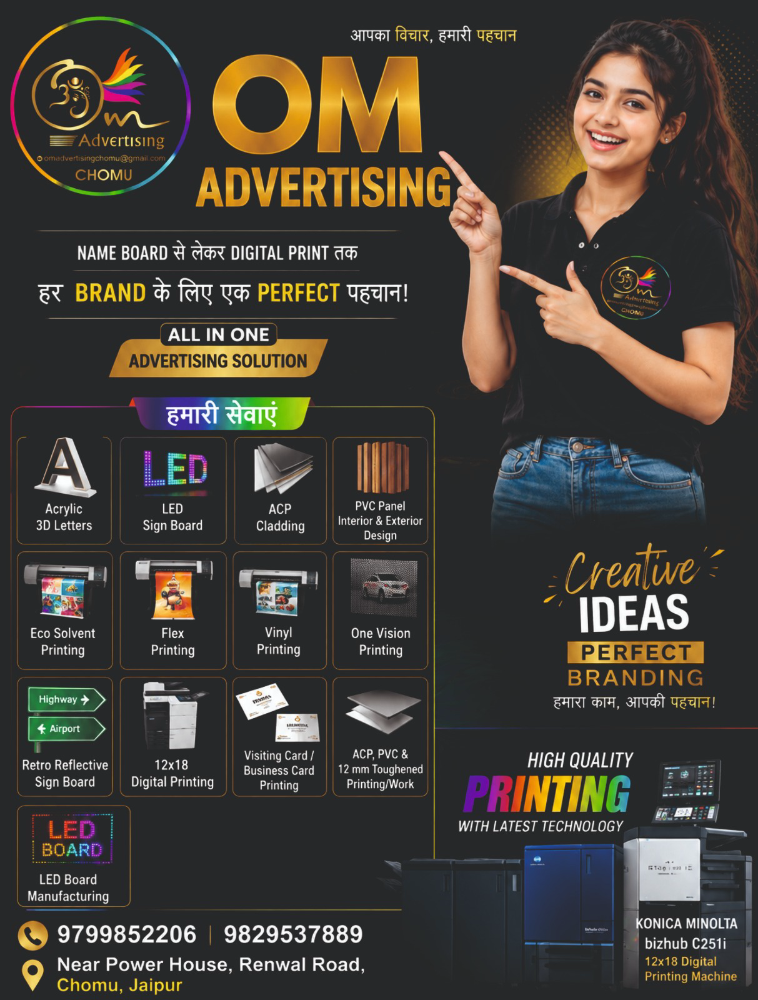 आपका विचार, हमारी पहचान
Om
Advertising
omadvertisingchomu@gmail.com
CHOMU
OM
ADVERTISING
NAME BOARD से लेकर DIGITAL PRINT तक
हर BRAND के लिए एक PERFECT पहचान!
ALL IN ONE
ADVERTISING SOLUTION
Om
Advertising
CHOMU
हमारी सेवाएं
A
Acrylic
3D Letters
LED
LED
Sign Board
ACP
Cladding
PVC Panel
Interior & Exterior
Design
Eco Solvent
Printing
Flex
Printing
Vinyl
Printing
One Vision
Printing
Highway →
← Airport
Retro Reflective
Sign Board
12x18
Digital Printing
Visiting Card /
Business Card
Printing
ACP, PVC &
12 mm Toughened
Printing/Work
LED
BOARD
LED Board
Manufacturing
Creative
IDEAS
PERFECT
BRANDING
हमारा काम, आपकी पहचान!
HIGH QUALITY
PRINTING
WITH LATEST TECHNOLOGY
KONICA MINOLTA
bizhub C251i
12x18 Digital
Printing Machine
9799852206 | 9829537889
Near Power House, Renwal Road,
Chomu, Jaipur